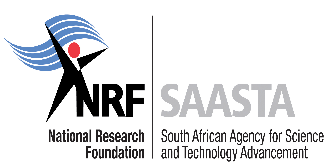 NRF
National Research
Foundation
SAASTA
South African Agency for Science
and Technology Advancement